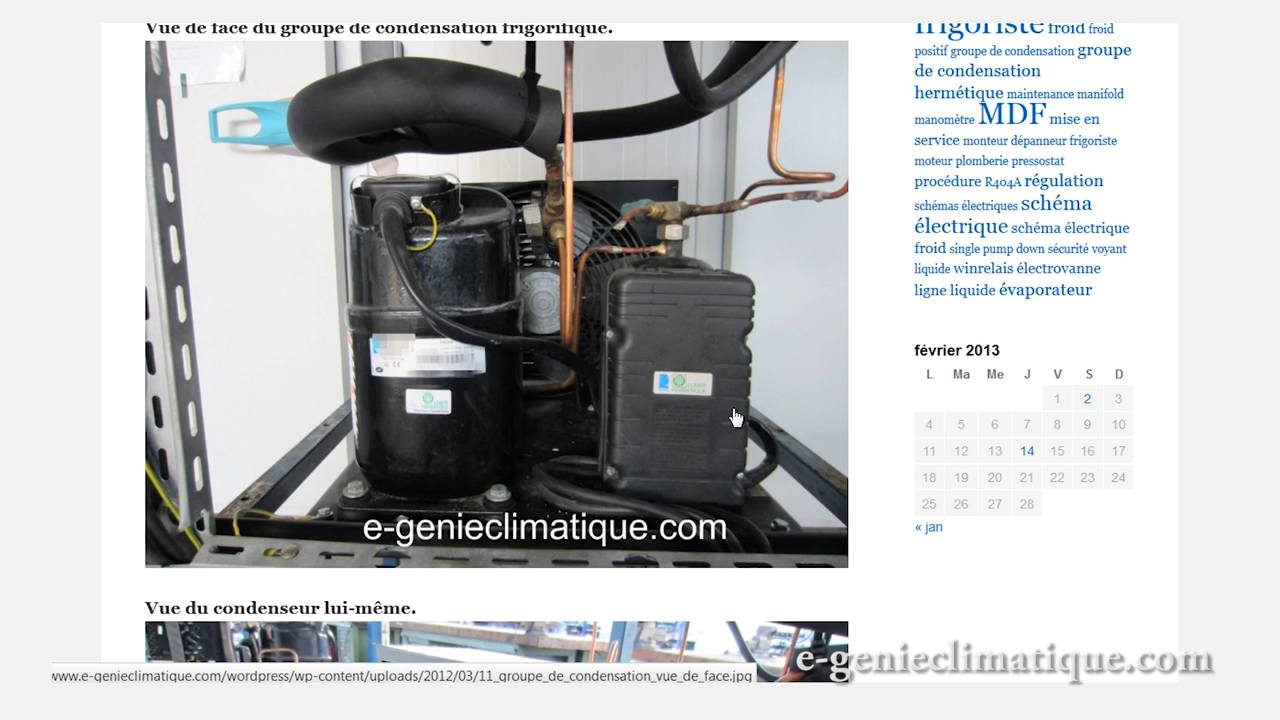 Vue de face du groupe de condensation frigorifique.
e-genieclimatique.com
Vue du condenseur lui-même.
www.e-genieclimatique.com/wordpress/wp-content/uploads/2012/03/11_groupe_de_condensation_vue_de_face.jpg
frigoriste froid froid
positif groupe de condensation groupe
de condensation
hermétique maintenance manifold
manomètre MDF mise en
service monteur dépanneur frigoriste
moteur plomberie pressostat
procédure R404A régulation
schémas électriques schéma
électrique schéma électrique
froid single pump down sécurité voyant
liquide winrelais électrovanne
ligne liquide évaporateur
février 2013
L Ma Me J V S D
1 2 3
4 5 6 7 8 9 10
11 12 13 14 15 16 17
18 19 20 21 22 23 24
25 26 27 28
« jan
e-genieclimatique.com